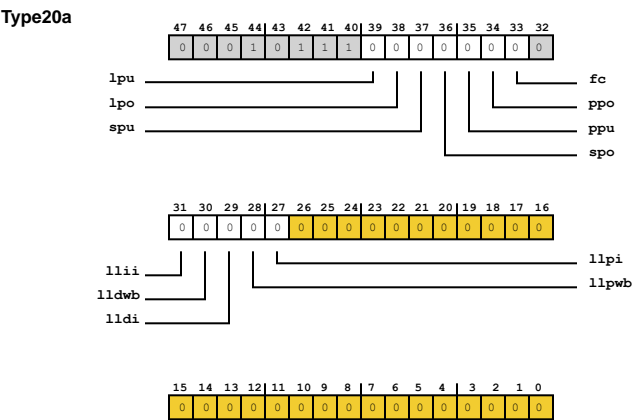 Type20a
47 46 45 44 43 42 41 40 39 38 37 36 35 34 33 32
0 0 0 1 0 1 1 1 0 0 0 0 0 0 0 0
lpu fc
lpo ppo
spu ppu
spo
31 30 29 28 27 26 25 24 23 22 21 20 19 18 17 16
0 0 0 0 0 0 0 0 0 0 0 0 0 0 0 0
llii llpi
lldwb llpwb
lldi
15 14 13 12 11 10 9 8 7 6 5 4 3 2 1 0
0 0 0 0 0 0 0 0 0 0 0 0 0 0 0 0